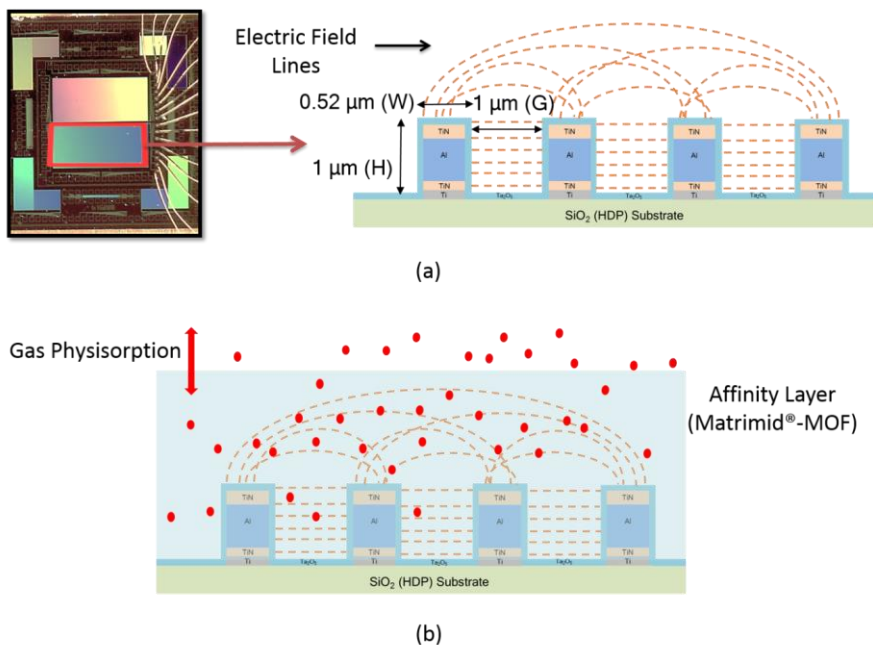 Electric Field
Lines
0.52 µm (W)
1 µm (G)
1 µm (H)
TiN TiN TiN TiN
Al Al Al Al
TiN TiN TiN TiN
Ti Ta₂O₅ Ti Ta₂O₅ Ti Ta₂O₅ Ti
SiO₂ (HDP) Substrate
(a)
Gas Physisorption
Affinity Layer
(Matrimid®-MOF)
TiN TiN TiN TiN
Al Al Al Al
TiN TiN TiN TiN
Ti Ta₂O₅ Ti Ta₂O₅ Ti Ta₂O₅ Ti
SiO₂ (HDP) Substrate
(b)